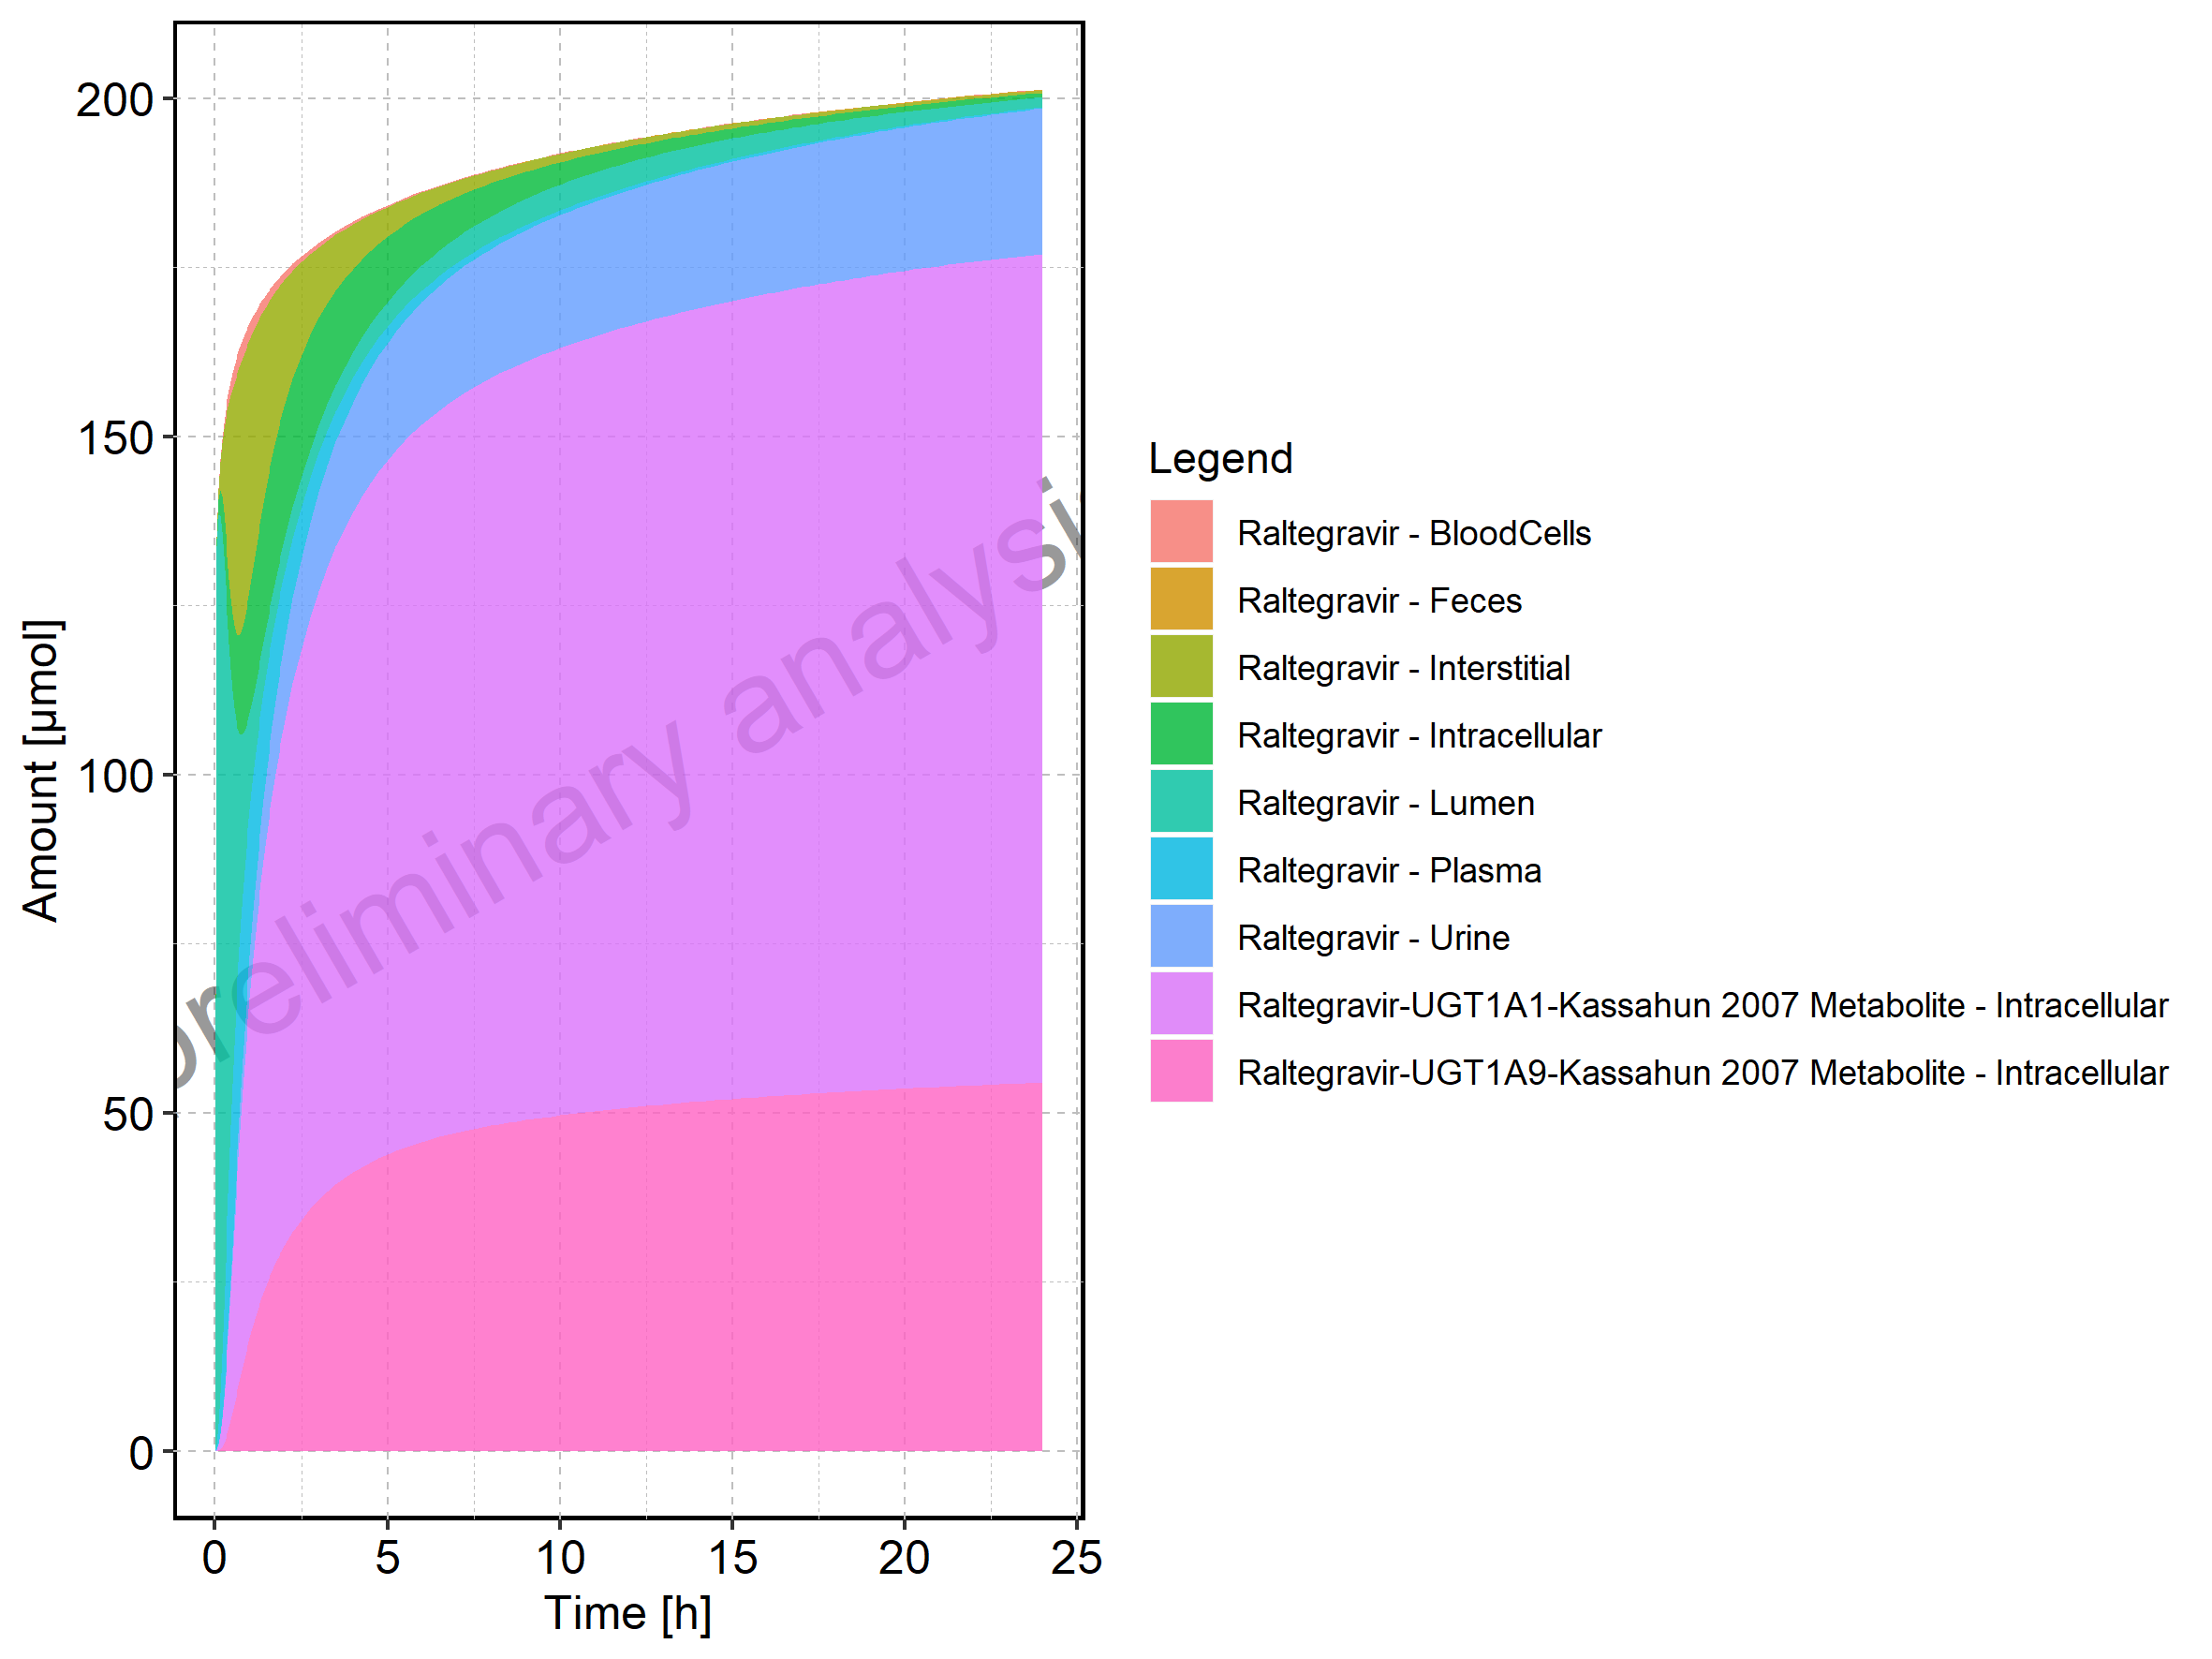 200
150
100
50
0
Amount [µmol]
0 5 10 15 20 25
Time [h]
preliminary analysis
Legend
Raltegravir - BloodCells
Raltegravir - Feces
Raltegravir - Interstitial
Raltegravir - Intracellular
Raltegravir - Lumen
Raltegravir - Plasma
Raltegravir - Urine
Raltegravir-UGT1A1-Kassahun 2007 Metabolite - Intracellular
Raltegravir-UGT1A9-Kassahun 2007 Metabolite - Intracellular